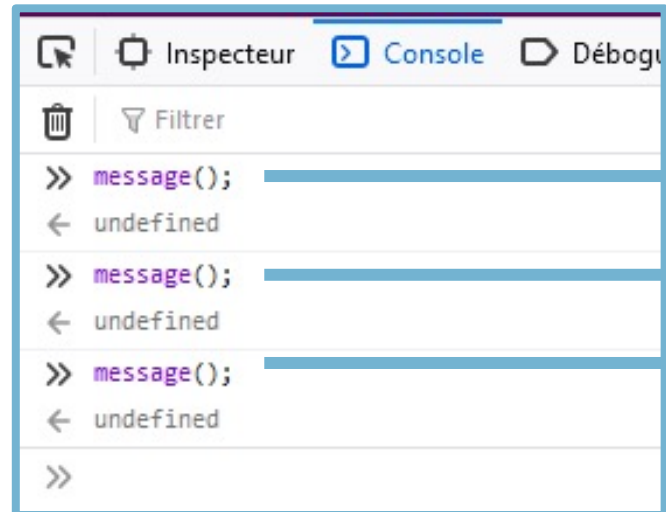 Inspecteur Console Débogu
Filtrer
>> message();
← undefined
>> message();
← undefined
>> message();
← undefined
>>